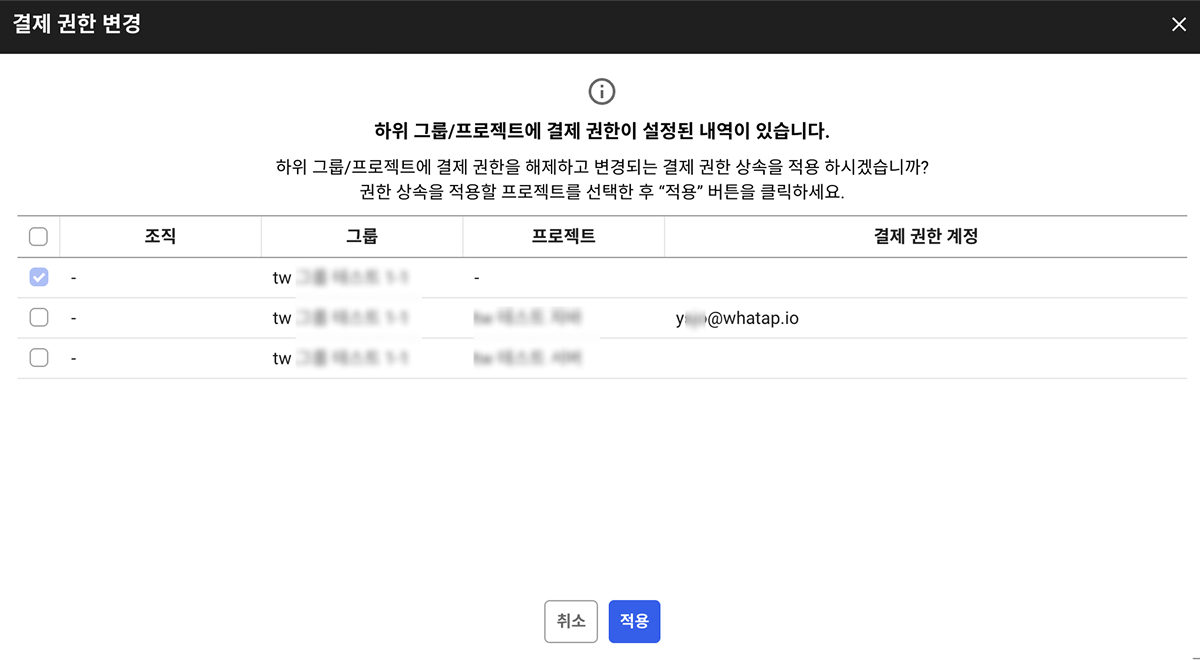 결제 권한 변경
하위 그룹/프로젝트에 결제 권한이 설정된 내역이 있습니다.
하위 그룹/프로젝트에 결제 권한을 해제하고 변경되는 결제 권한 상속을 적용 하시겠습니까?
권한 상속을 적용할 프로젝트를 선택한 후 “적용” 버튼을 클릭하세요.
조직 그룹 프로젝트 결제 권한 계정
- tw -
- tw @whatap.io
- tw
취소 적용